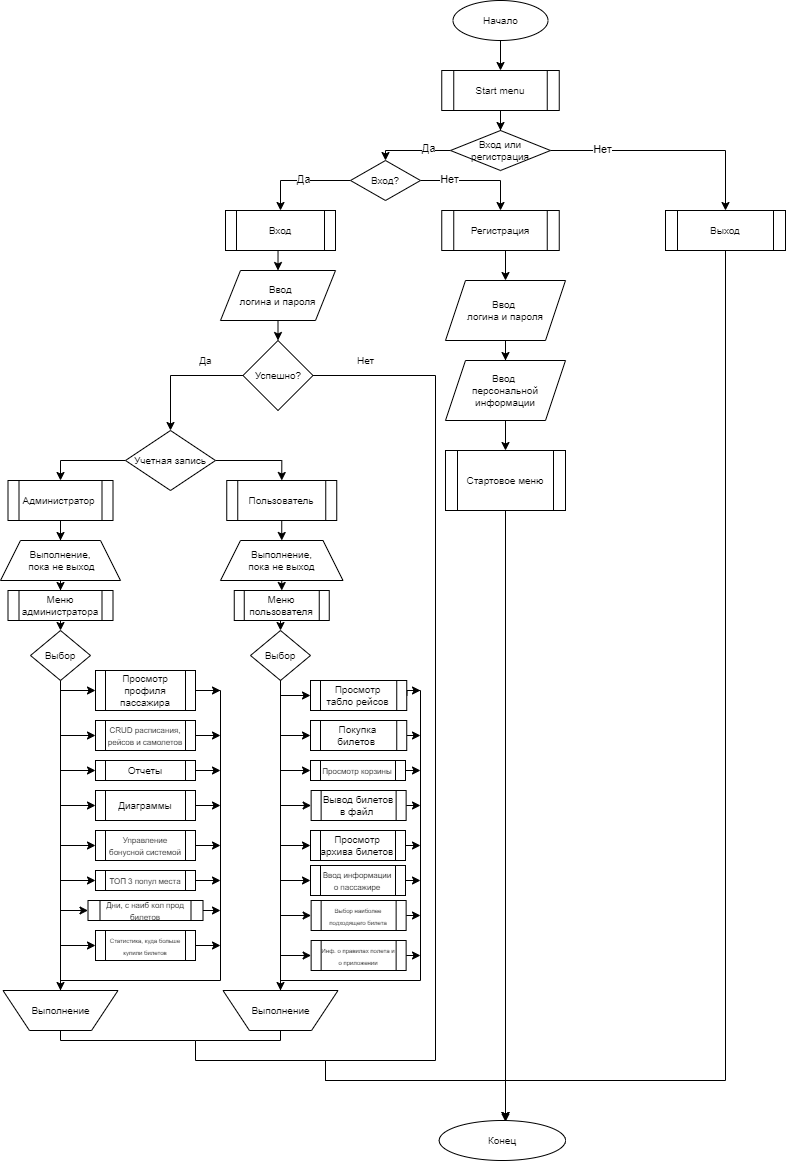 Начало
Start menu
Вход или
регистрация
Да
Нет
Вход?
Да
Нет
Вход
Регистрация
Выход
Ввод
логина и пароля
Ввод
логина и пароля
Успешно?
Да
Нет
Ввод
персональной
информации
Учетная запись
Стартовое меню
Администратор
Пользователь
Выполнение,
пока не выход
Выполнение,
пока не выход
Меню
администратора
Меню
пользователя
Выбор
Выбор
Просмотр
профиля
пассажира
CRUD расписания,
рейсов и самолетов
Отчеты
Диаграммы
Управление
бонусной системой
ТОП 3 попул места
Дни, с наиб кол прод
билетов
Статистика, куда больше
купили билетов
Просмотр
табло рейсов
Покупка
билетов
Просмотр корзины
Вывод билетов
в файл
Просмотр
архива билетов
Ввод информации
о пассажире
Выбор наиболее
подходящего билета
Инф. о правилах полета и
о приложении
Выполнение
Выполнение
Конец